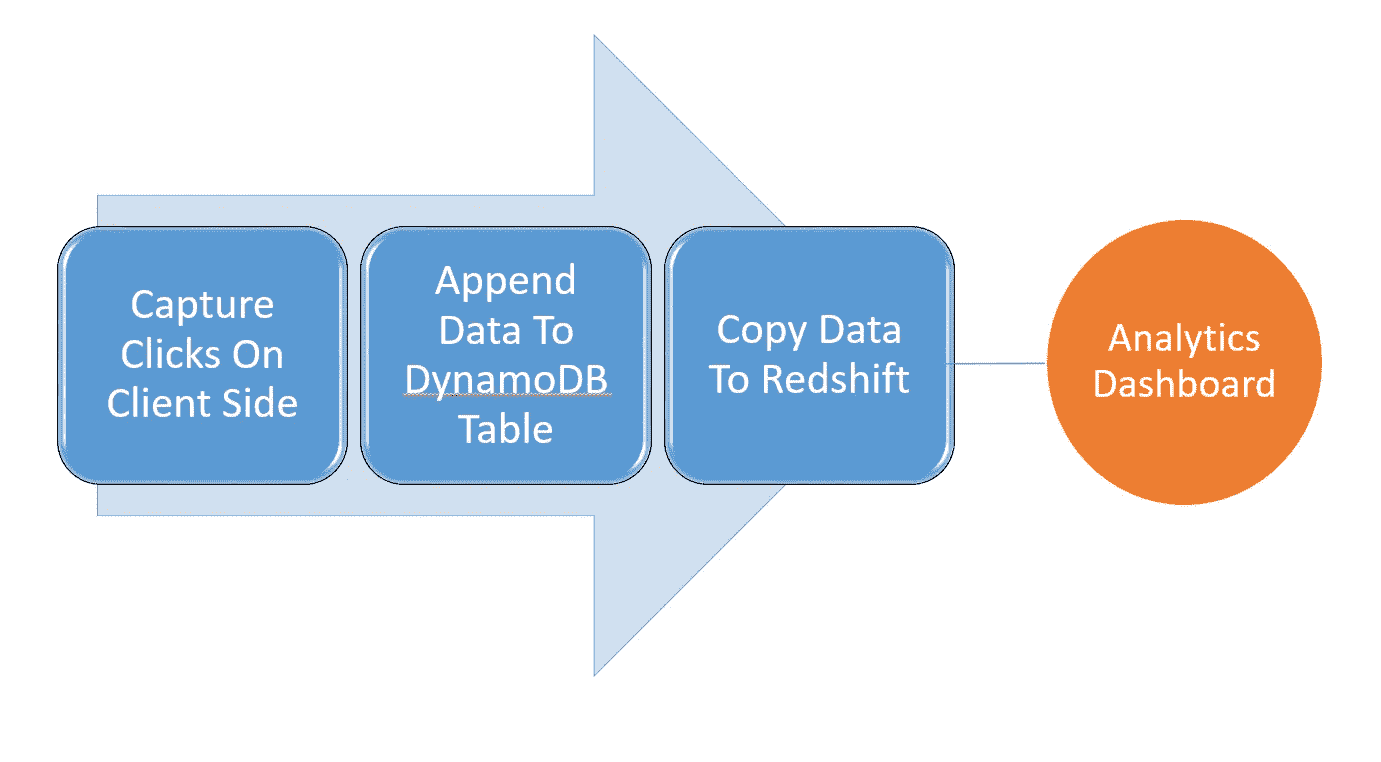 Capture
Clicks On
Client Side
Append
Data To
DynamoDB
Table
Copy Data
To Redshift
Analytics
Dashboard